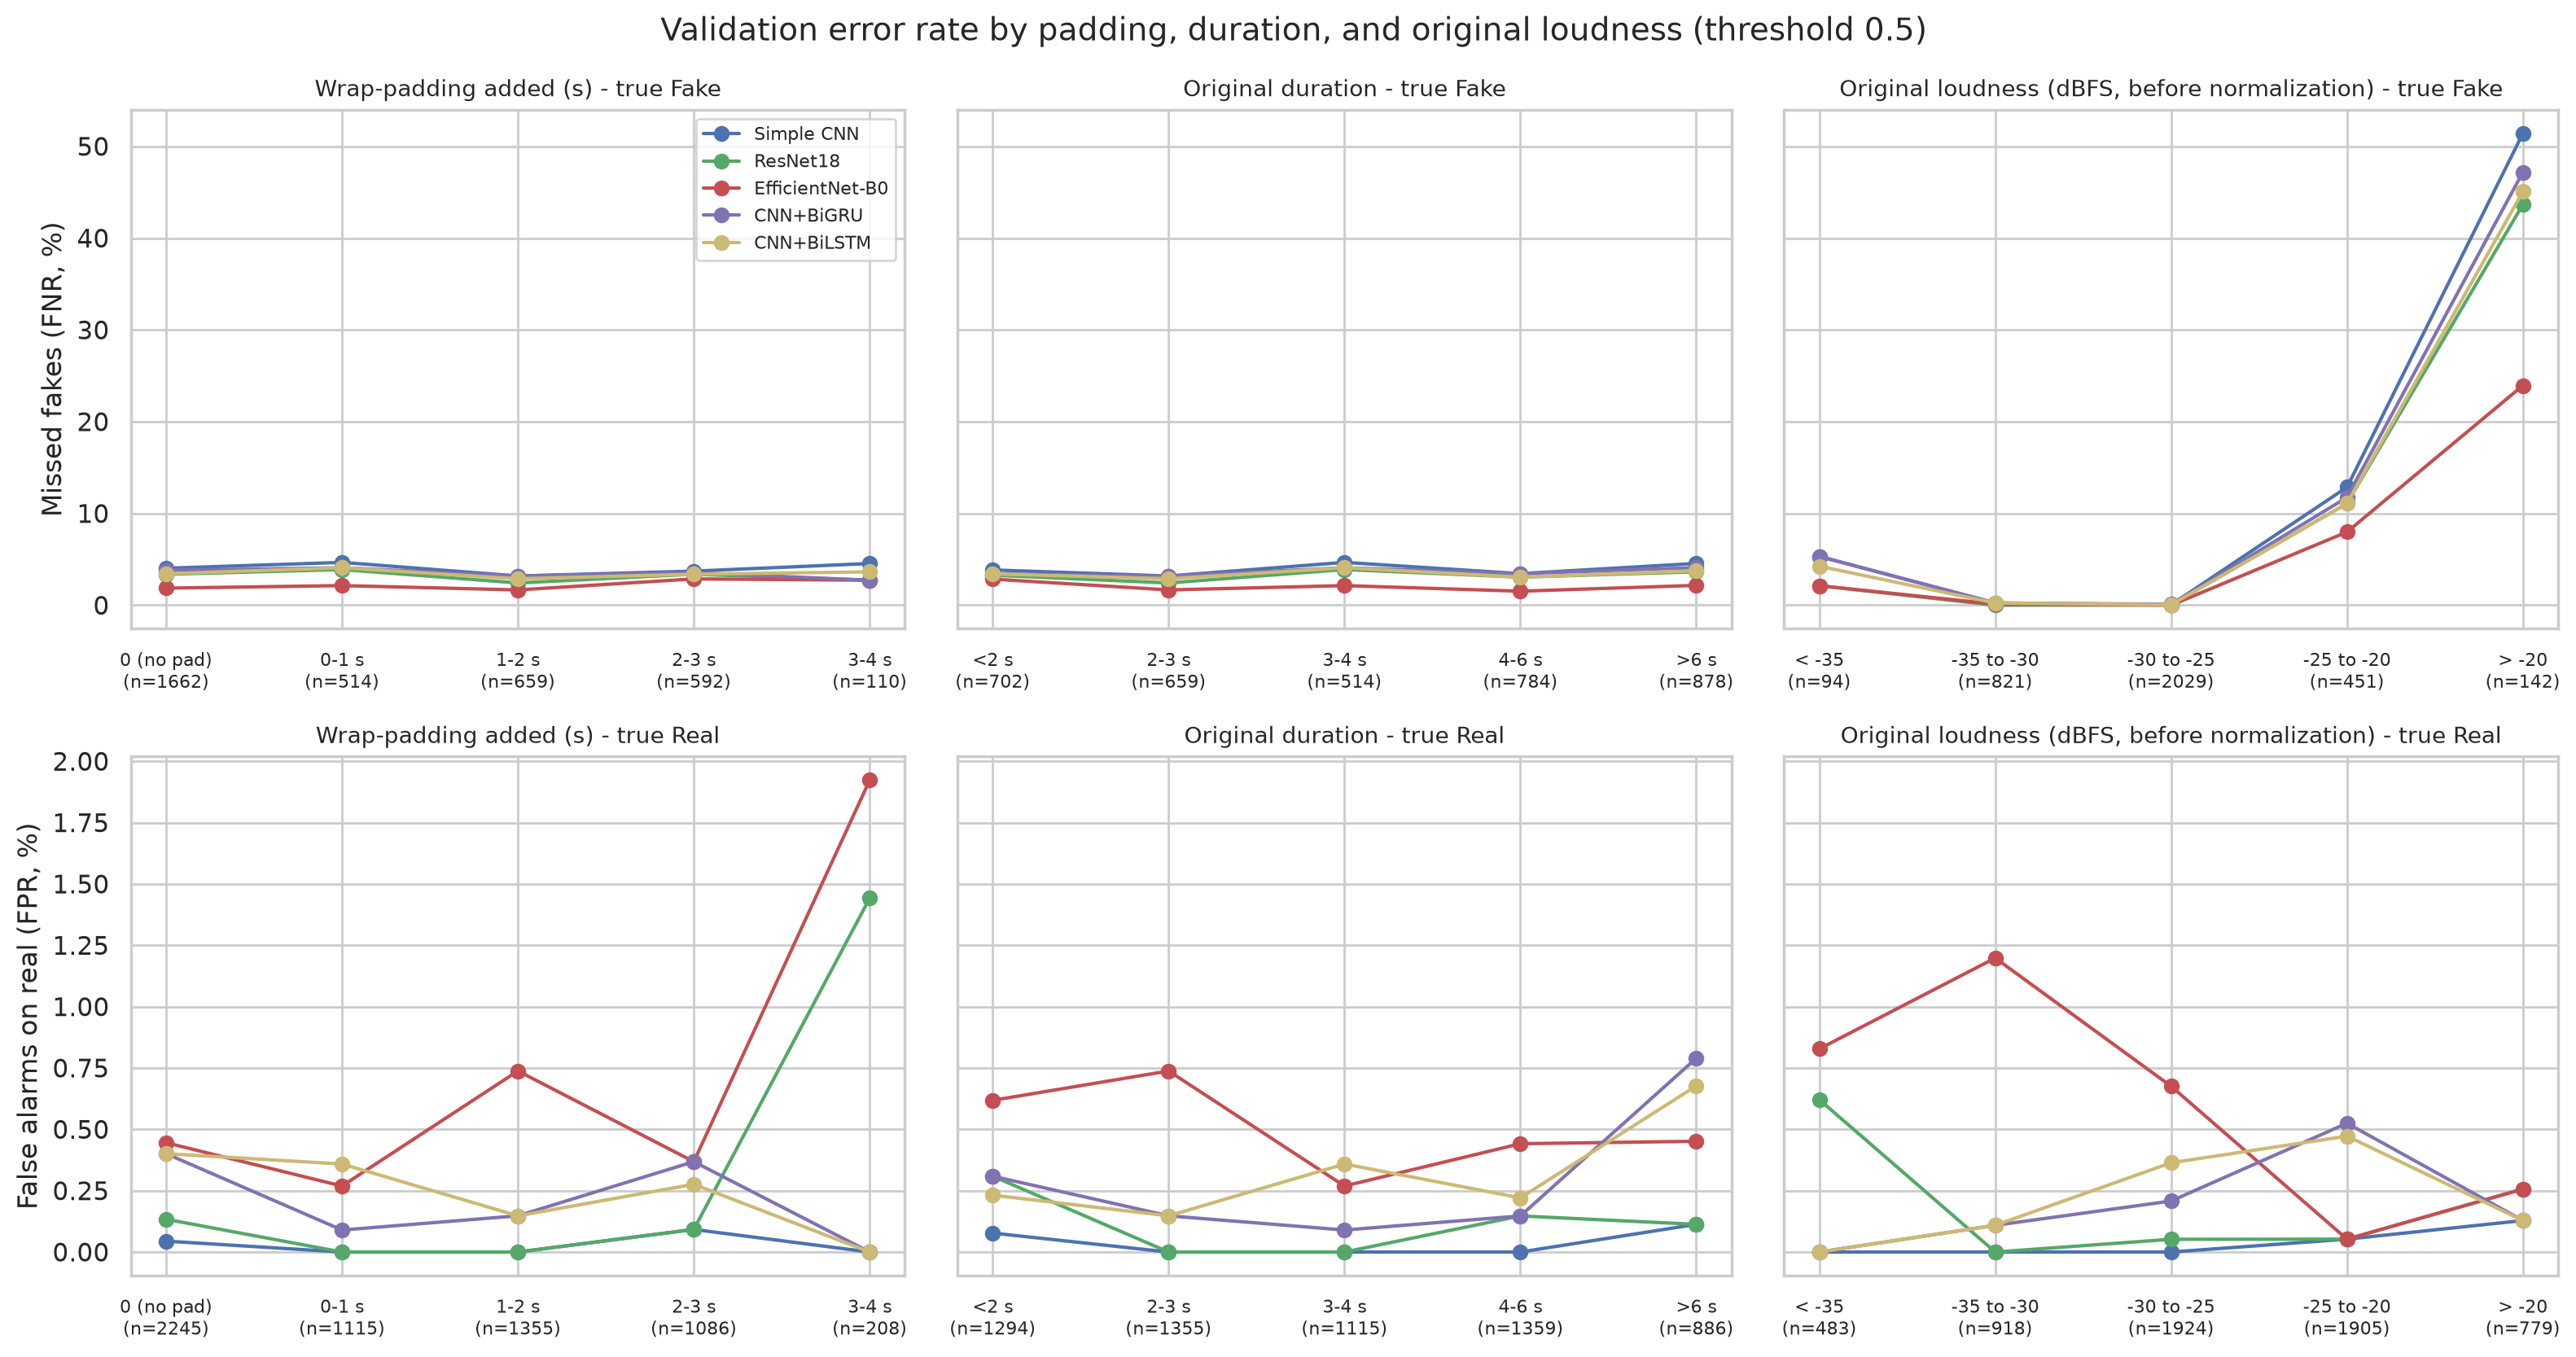 Validation error rate by padding, duration, and original loudness (threshold 0.5)
Wrap-padding added (s) - true Fake
Missed fakes (FNR, %)
50
40
30
20
10
0
Simple CNN
ResNet18
EfficientNet-B0
CNN+BiGRU
CNN+BiLSTM
0 (no pad) 0-1 s 1-2 s 2-3 s 3-4 s
(n=1662) (n=514) (n=659) (n=592) (n=110)
Original duration - true Fake
<2 s 2-3 s 3-4 s 4-6 s >6 s
(n=702) (n=659) (n=514) (n=784) (n=878)
Original loudness (dBFS, before normalization) - true Fake
< -35 -35 to -30 -30 to -25 -25 to -20 > -20
(n=94) (n=821) (n=2029) (n=451) (n=142)
Wrap-padding added (s) - true Real
False alarms on real (FPR, %)
2.00
1.75
1.50
1.25
1.00
0.75
0.50
0.25
0.00
0 (no pad) 0-1 s 1-2 s 2-3 s 3-4 s
(n=2245) (n=1115) (n=1355) (n=1086) (n=208)
Original duration - true Real
<2 s 2-3 s 3-4 s 4-6 s >6 s
(n=1294) (n=1355) (n=1115) (n=1359) (n=886)
Original loudness (dBFS, before normalization) - true Real
< -35 -35 to -30 -30 to -25 -25 to -20 > -20
(n=483) (n=918) (n=1924) (n=1905) (n=779)